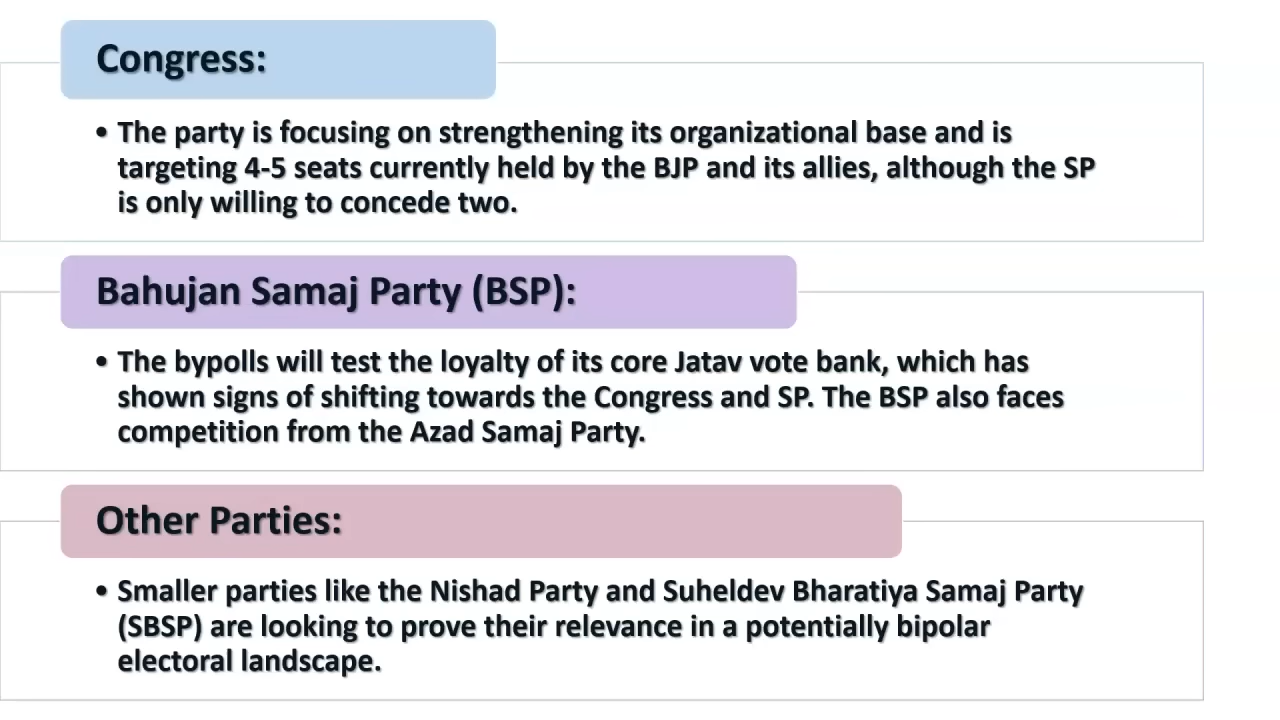 Congress:
• The party is focusing on strengthening its organizational base and is
targeting 4-5 seats currently held by the BJP and its allies, although the SP
is only willing to concede two.
Bahujan Samaj Party (BSP):
• The bypolls will test the loyalty of its core Jatav vote bank, which has
shown signs of shifting towards the Congress and SP. The BSP also faces
competition from the Azad Samaj Party.
Other Parties:
• Smaller parties like the Nishad Party and Suheldev Bharatiya Samaj Party
(SBSP) are looking to prove their relevance in a potentially bipolar
electoral landscape.